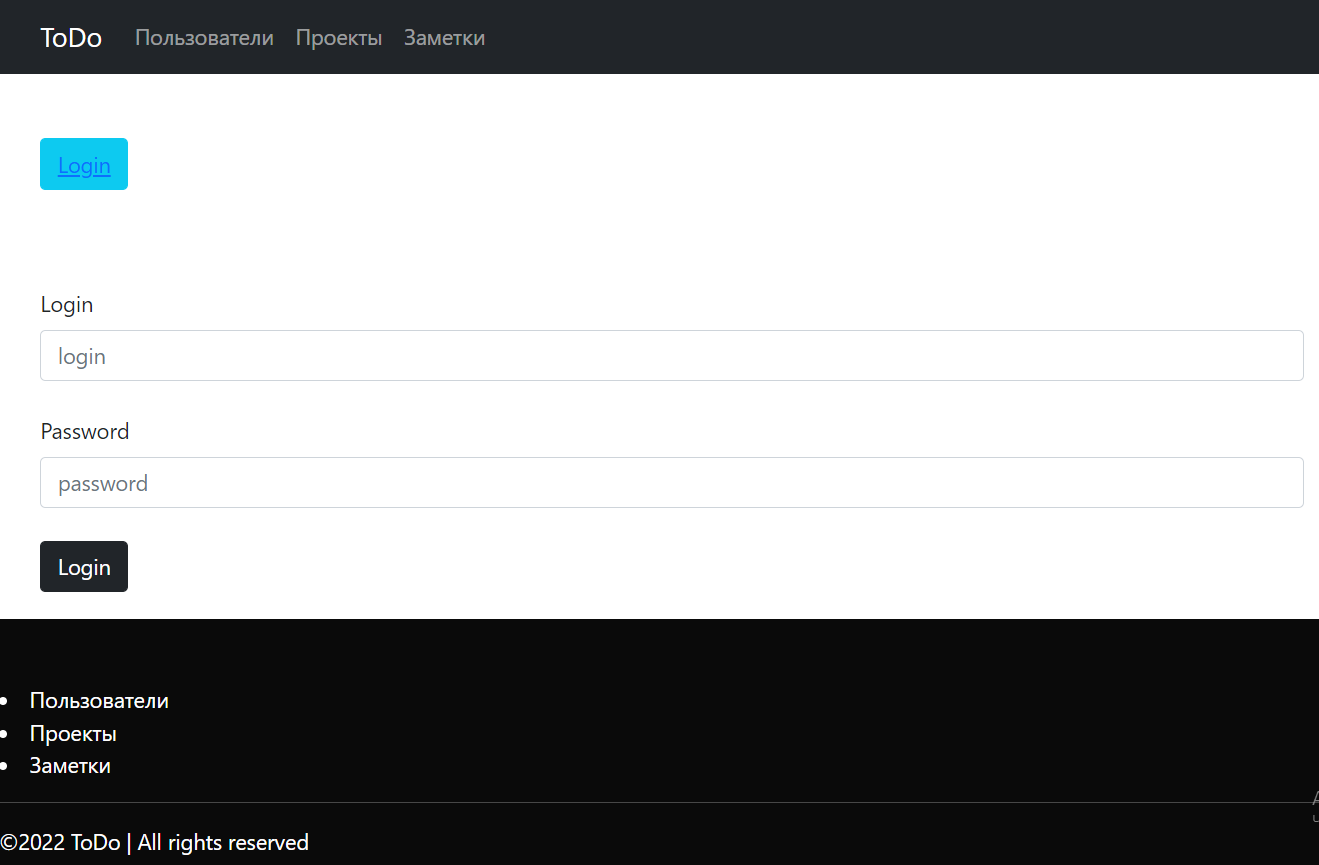 ToDo Пользователи Проекты Заметки
Login
Login
login
Password
password
Login
Пользователи
Проекты
Заметки
©2022 ToDo | All rights reserved